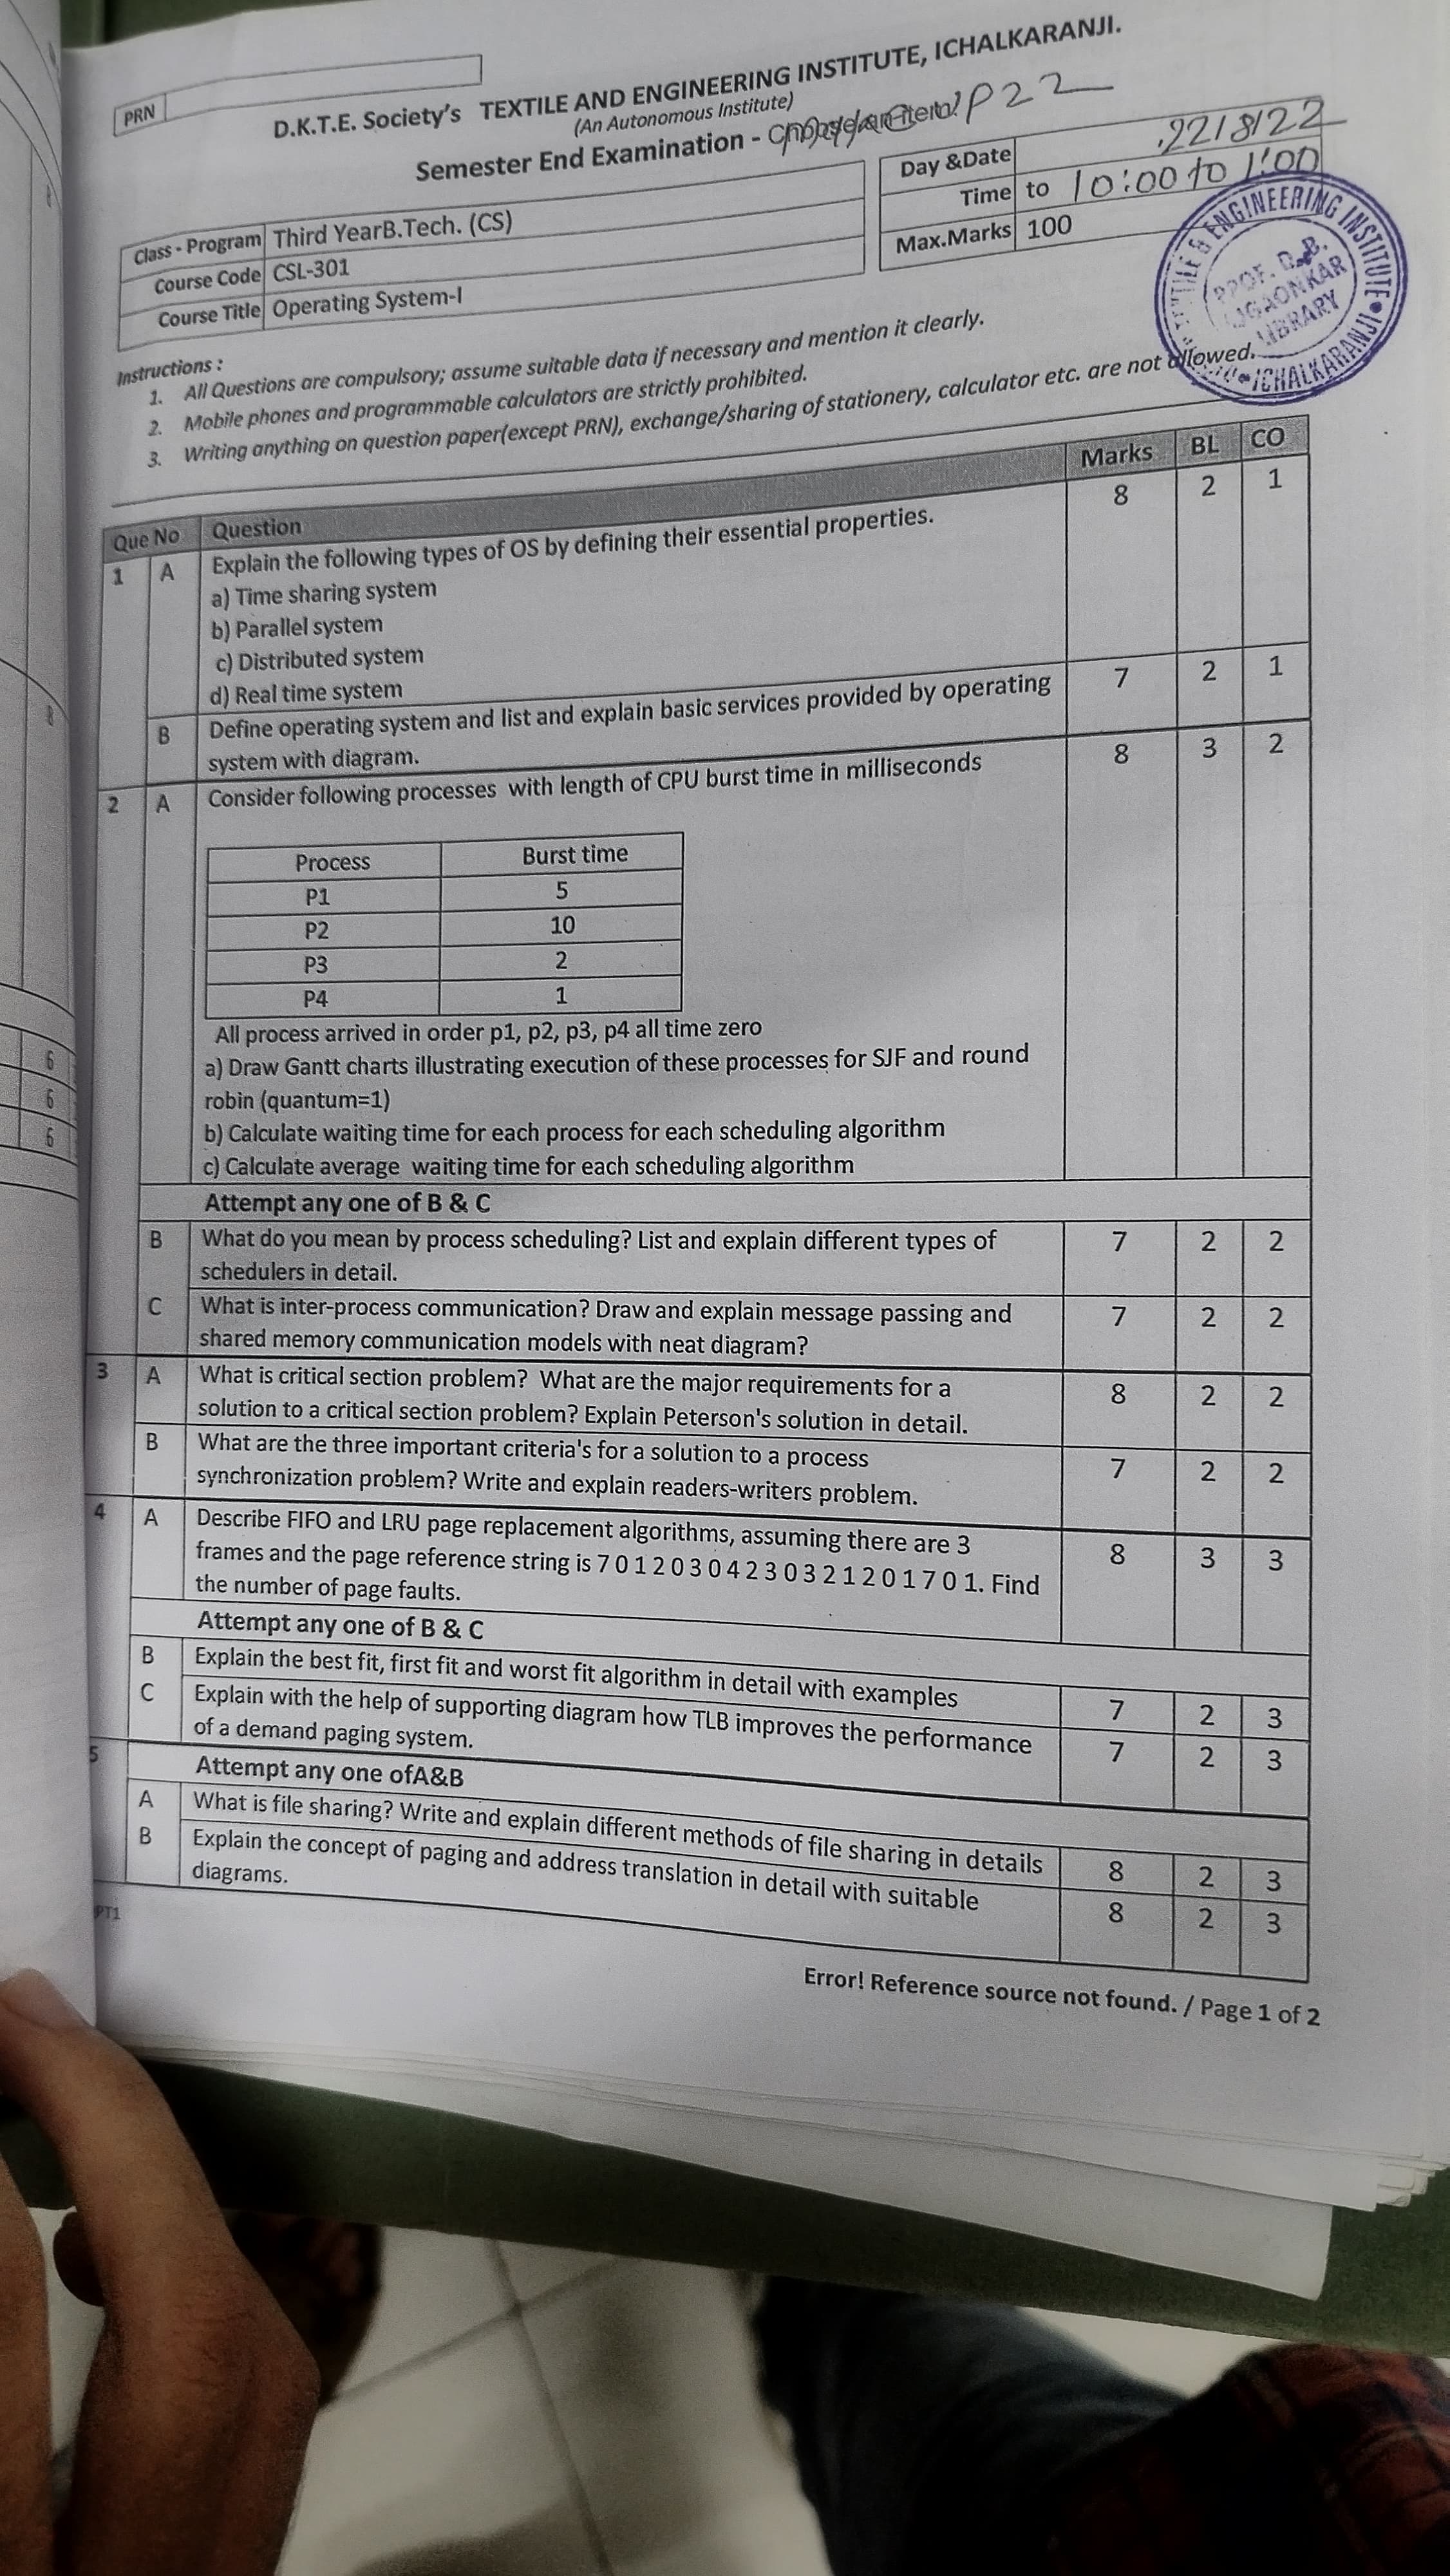 PRN
D.K.T.E. Society's TEXTILE AND ENGINEERING INSTITUTE, ICHALKARANJI.
(An Autonomous Institute)
Semester End Examination - P22
Day &Date 22/8/22
Time to 10:00 to 1:00
Max.Marks 100
Class - Program Third YearB.Tech. (CS)
Course Code CSL-301
Course Title Operating System-I
TEXTILE & ENGINEERING INSTITUTE • ICHALKARANJI •
PROF. D.B.
LIBRARY
Instructions :
1. All Questions are compulsory; assume suitable data if necessary and mention it clearly.
2. Mobile phones and programmable calculators are strictly prohibited.
3. Writing anything on question paper(except PRN), exchange/sharing of stationery, calculator etc. are not allowed.
Que No Question Marks BL CO
1 A Explain the following types of OS by defining their essential properties. 8 2 1
a) Time sharing system
b) Parallel system
c) Distributed system
d) Real time system
B Define operating system and list and explain basic services provided by operating 7 2 1
system with diagram.
2 A Consider following processes with length of CPU burst time in milliseconds 8 3 2
Process Burst time
P1 5
P2 10
P3 2
P4 1
All process arrived in order p1, p2, p3, p4 all time zero
a) Draw Gantt charts illustrating execution of these processes for SJF and round
robin (quantum=1)
b) Calculate waiting time for each process for each scheduling algorithm
c) Calculate average waiting time for each scheduling algorithm
Attempt any one of B & C
B What do you mean by process scheduling? List and explain different types of 7 2 2
schedulers in detail.
C What is inter-process communication? Draw and explain message passing and 7 2 2
shared memory communication models with neat diagram?
3 A What is critical section problem? What are the major requirements for a 8 2 2
solution to a critical section problem? Explain Peterson's solution in detail.
B What are the three important criteria's for a solution to a process 7 2 2
synchronization problem? Write and explain readers-writers problem.
4 A Describe FIFO and LRU page replacement algorithms, assuming there are 3 8 3 3
frames and the page reference string is 7 0 1 2 0 3 0 4 2 3 0 3 2 1 2 0 1 7 0 1. Find
the number of page faults.
Attempt any one of B & C
B Explain the best fit, first fit and worst fit algorithm in detail with examples 7 2 3
C Explain with the help of supporting diagram how TLB improves the performance 7 2 3
of a demand paging system.
5 Attempt any one ofA&B
A What is file sharing? Write and explain different methods of file sharing in details 8 2 3
B Explain the concept of paging and address translation in detail with suitable 8 2 3
diagrams.
PT1
Error! Reference source not found. / Page 1 of 2
6
6
6